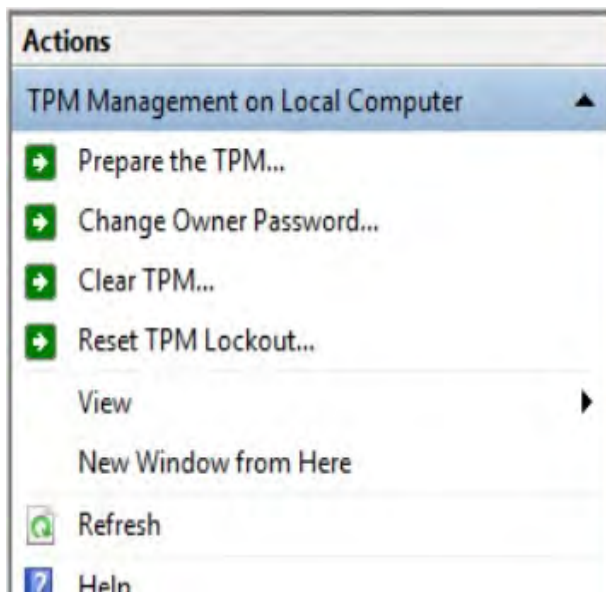 Actions
TPM Management on Local Computer
Prepare the TPM...
Change Owner Password...
Clear TPM...
Reset TPM Lockout...
View
New Window from Here
Refresh
Help